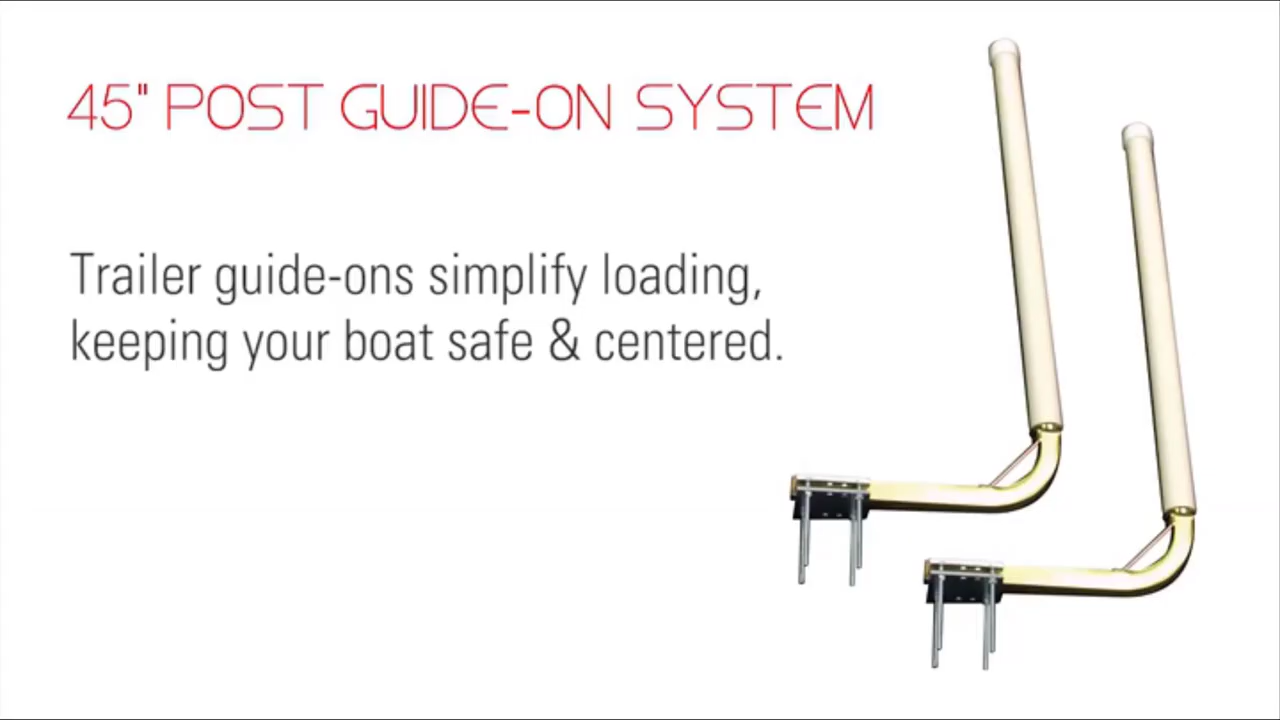 45" POST GUIDE-ON SYSTEM
Trailer guide-ons simplify loading,
keeping your boat safe & centered.